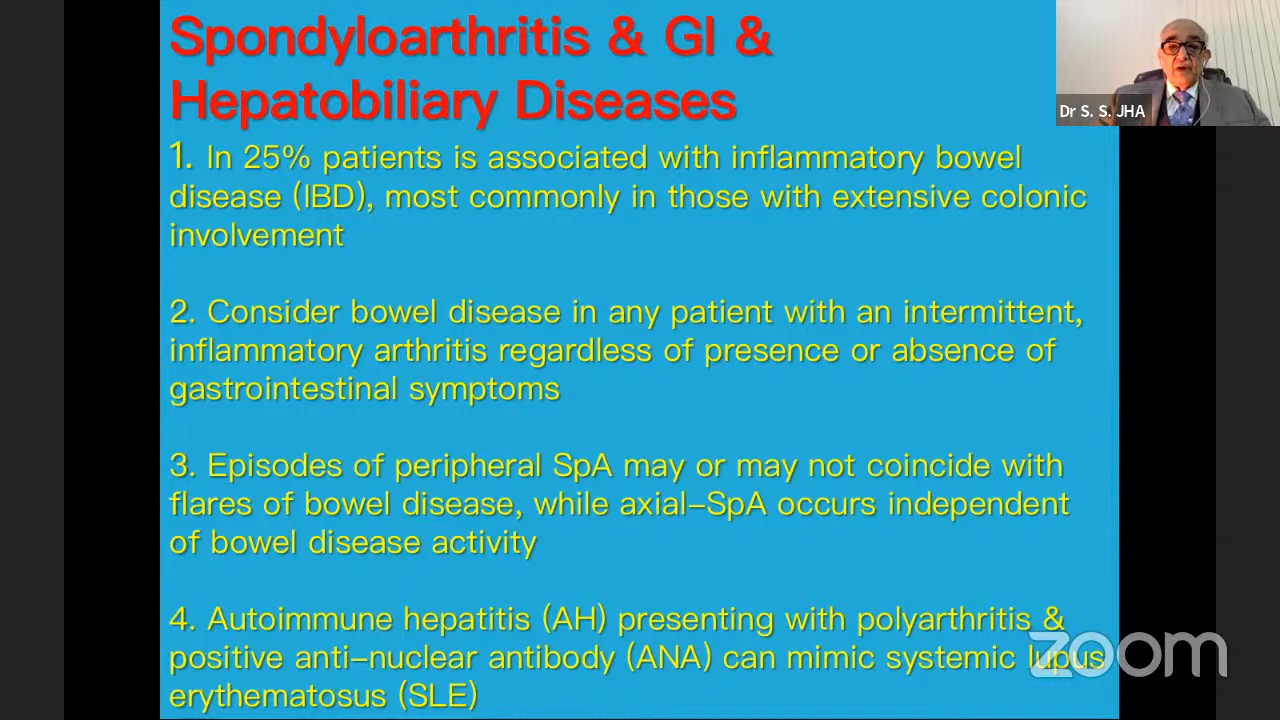 Spondyloarthritis & GI &
Hepatobiliary Diseases
1. In 25% patients is associated with inflammatory bowel
disease (IBD), most commonly in those with extensive colonic
involvement
2. Consider bowel disease in any patient with an intermittent,
inflammatory arthritis regardless of presence or absence of
gastrointestinal symptoms
3. Episodes of peripheral SpA may or may not coincide with
flares of bowel disease, while axial-SpA occurs independent
of bowel disease activity
4. Autoimmune hepatitis (AH) presenting with polyarthritis &
positive anti-nuclear antibody (ANA) can mimic systemic lupus
erythematosus (SLE)
Dr S. S. JHA
zoom